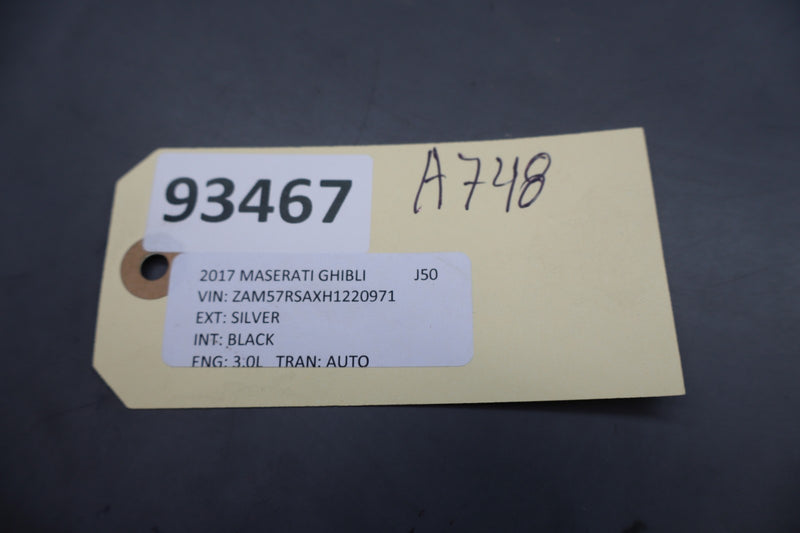 93467
A748
2017 MASERATI GHIBLI J50
VIN: ZAM57RSAXH1220971
EXT: SILVER
INT: BLACK
ENG: 3.0L TRAN: AUTO